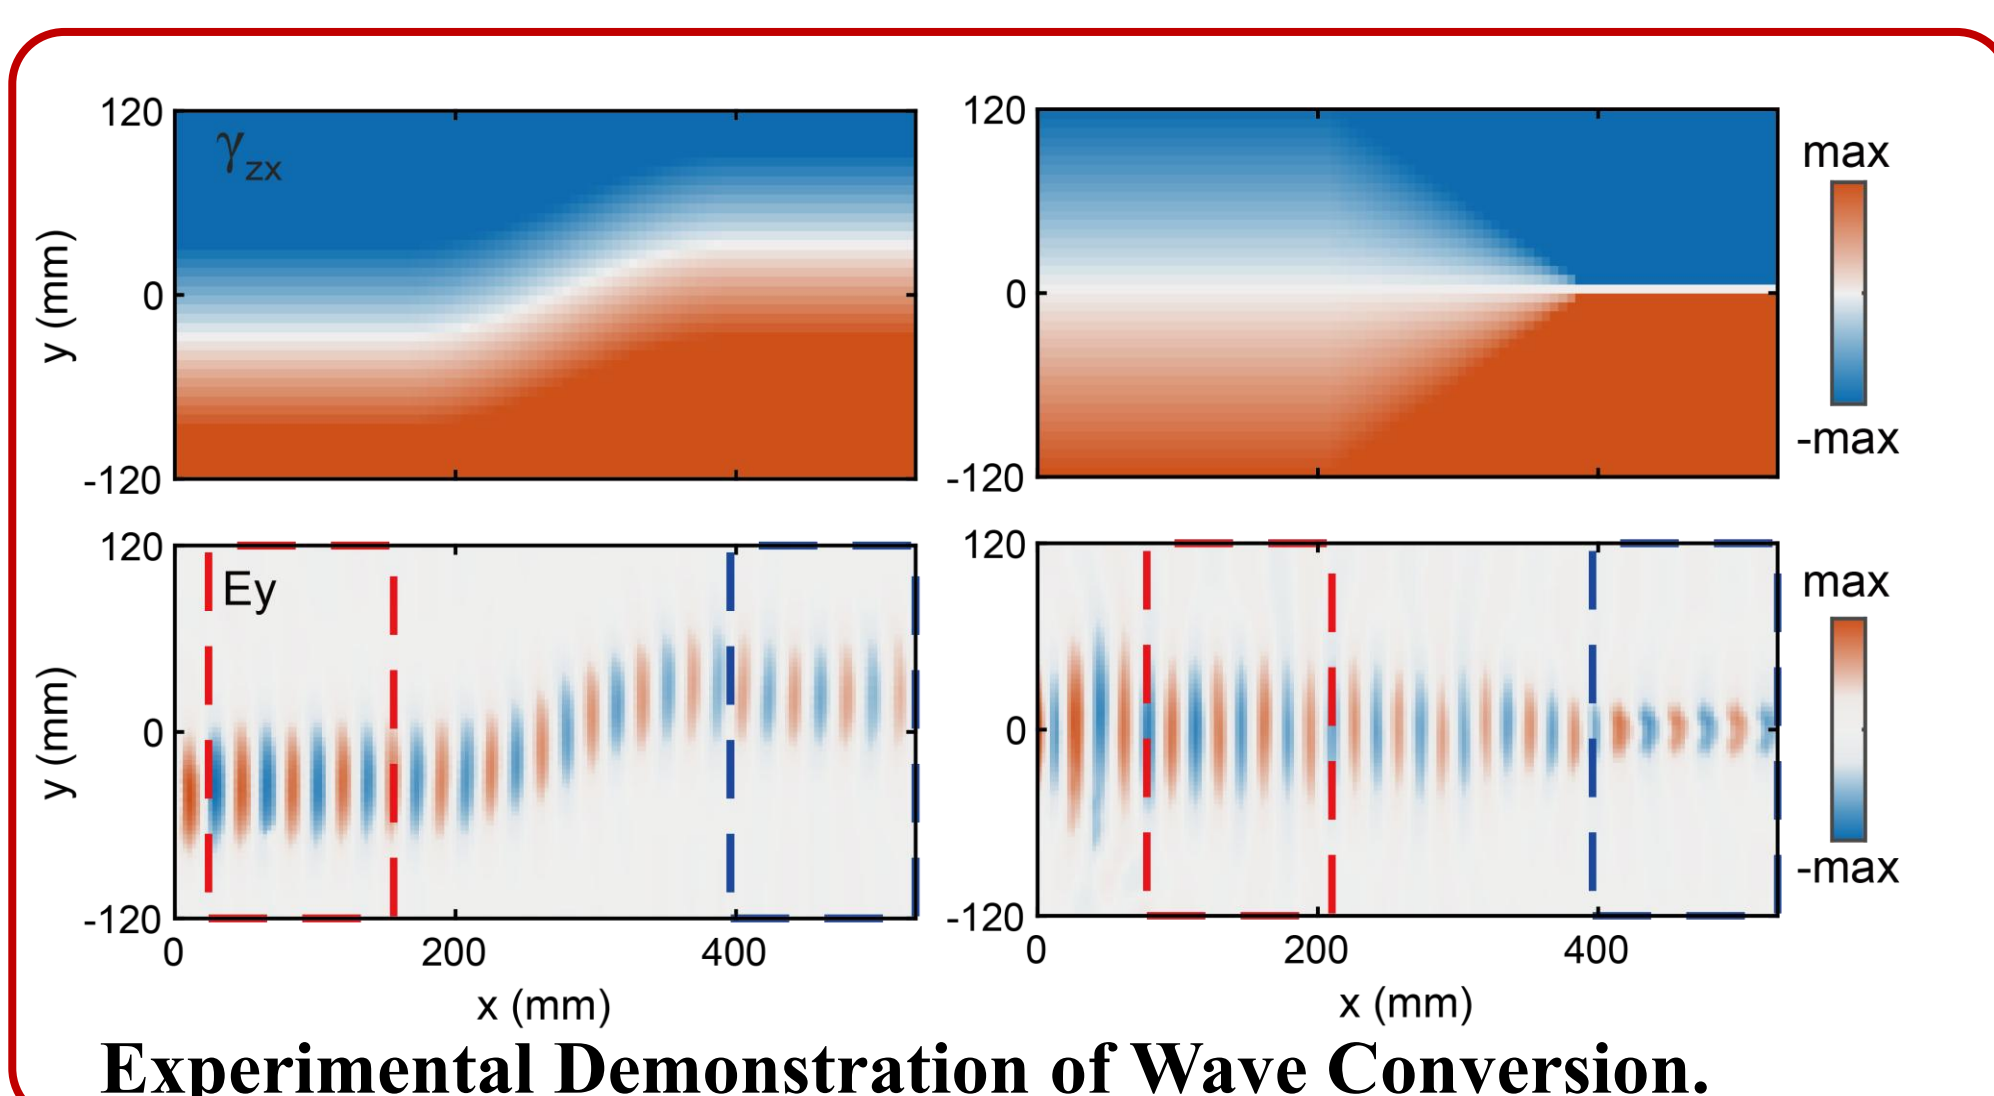 120
γzx
0
-120
y (mm)
120
0
-120
max
-max
120
Ey
0
-120
y (mm)
0
200
400
x (mm)
120
0
-120
0
200
400
x (mm)
max
-max
Experimental Demonstration of Wave Conversion.